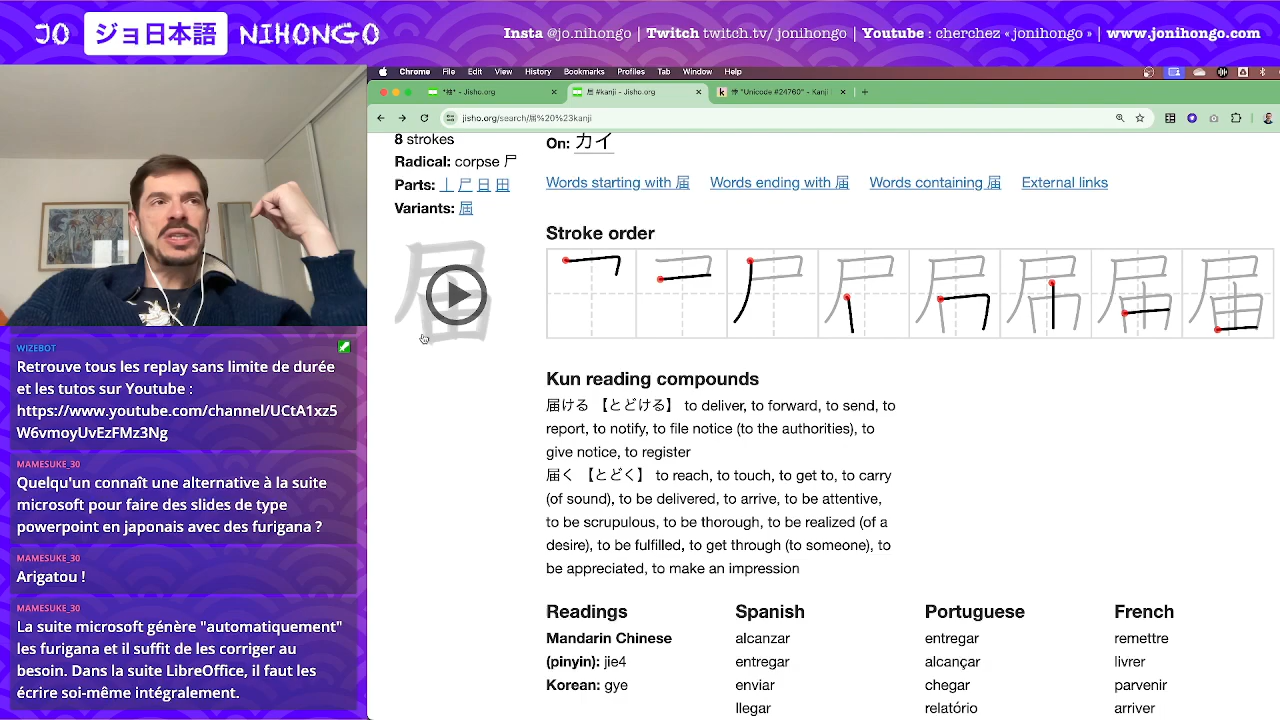 JO ジョ日本語 NIHONGO
Insta @jo.nihongo | Twitch twitch.tv/ jonihongo | Youtube : cherchez « jonihongo » | www.jonihongo.com
Chrome File Edit View History Bookmarks Profiles Tab Window Help
*袖* - Jisho.org
届 #kanji - Jisho.org
"Unicode #24760" - Kanji
jisho.org/search/届%20%23kanji
8 strokes
Radical: corpse 尸
Parts: ｜ 尸 日 田
Variants: 屆
届
On: カイ
Words starting with 届 Words ending with 届 Words containing 届 External links
Stroke order
Kun reading compounds
届ける 【とどける】 to deliver, to forward, to send, to
report, to notify, to file notice (to the authorities), to
give notice, to register
届く 【とどく】 to reach, to touch, to get to, to carry
(of sound), to be delivered, to arrive, to be attentive,
to be scrupulous, to be thorough, to be realized (of a
desire), to be fulfilled, to get through (to someone), to
be appreciated, to make an impression
Readings
Mandarin Chinese
(pinyin): jie4
Korean: gye
Spanish
alcanzar
entregar
enviar
llegar
Portuguese
entregar
alcançar
chegar
relatório
French
remettre
livrer
parvenir
arriver
WIZEBOT
Retrouve tous les replay sans limite de durée
et les tutos sur Youtube :
https://www.youtube.com/channel/UCtA1xz5
W6vmoyUvEzFMz3Ng
MAMESUKE_30
Quelqu'un connaît une alternative à la suite
microsoft pour faire des slides de type
powerpoint en japonais avec des furigana ?
MAMESUKE_30
Arigatou !
MAMESUKE_30
La suite microsoft génère "automatiquement"
les furigana et il suffit de les corriger au
besoin. Dans la suite LibreOffice, il faut les
écrire soi-même intégralement.